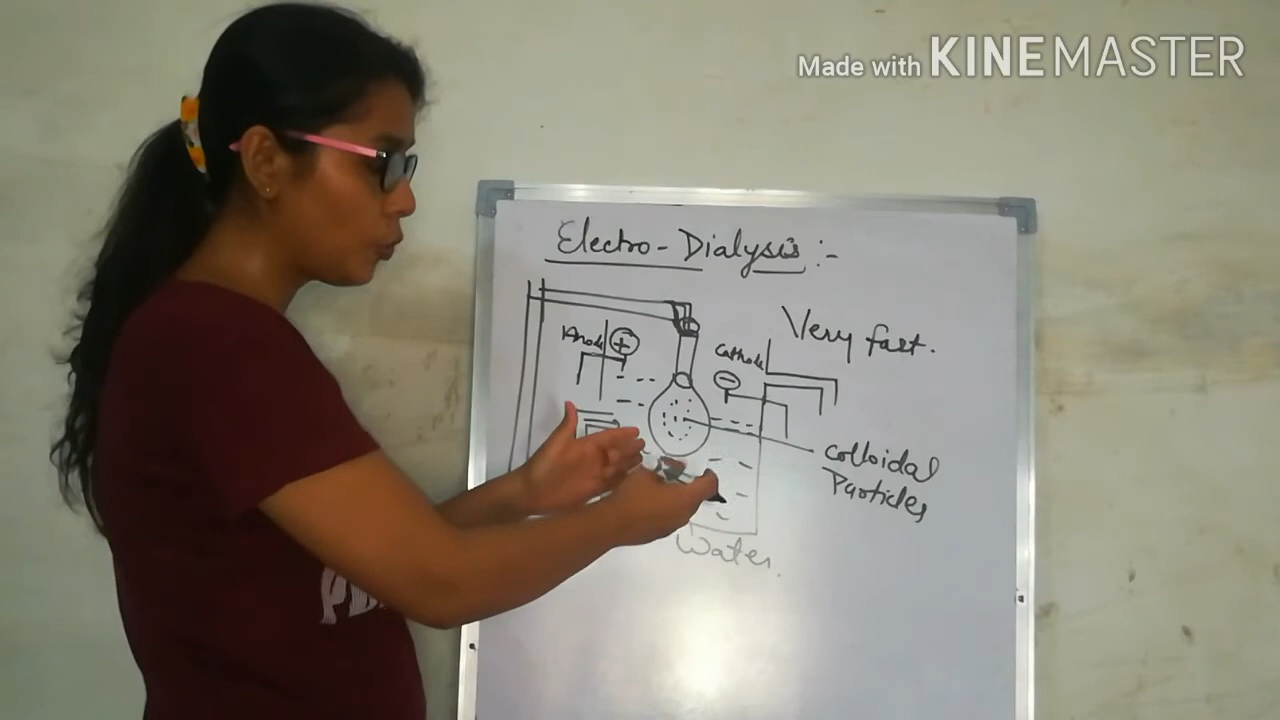 Made with KINEMASTER
Electro-Dialysis :-
Very fast.
Anode +
Cathode
−
Colloidal
Particles
Water.